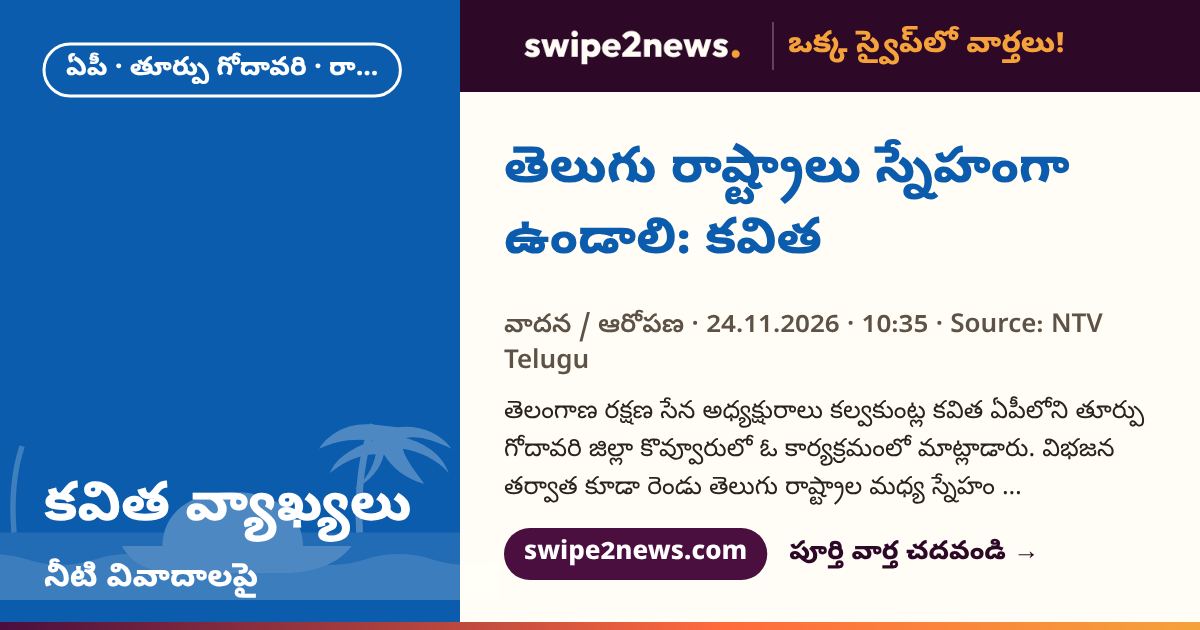 ఏపీ · తూర్పు గోదావరి · రా...
కవిత వ్యాఖ్యలు
నీటి వివాదాలపై
swipe2news.
ఒక్క స్వైప్‌లో వార్తలు!
తెలుగు రాష్ట్రాలు స్నేహంగా
ఉండాలి: కవిత
వాదన / ఆరోపణ · 24.11.2026 · 10:35 · Source: NTV
Telugu
తెలంగాణ రక్షణ సేన అధ్యక్షురాలు కల్వకుంట్ల కవిత ఏపీలోని తూర్పు
గోదావరి జిల్లా కొవ్వూరులో ఓ కార్యక్రమంలో మాట్లాడారు. విభజన
తర్వాత కూడా రెండు తెలుగు రాష్ట్రాల మధ్య స్నేహం ...
swipe2news.com
పూర్తి వార్త చదవండి →